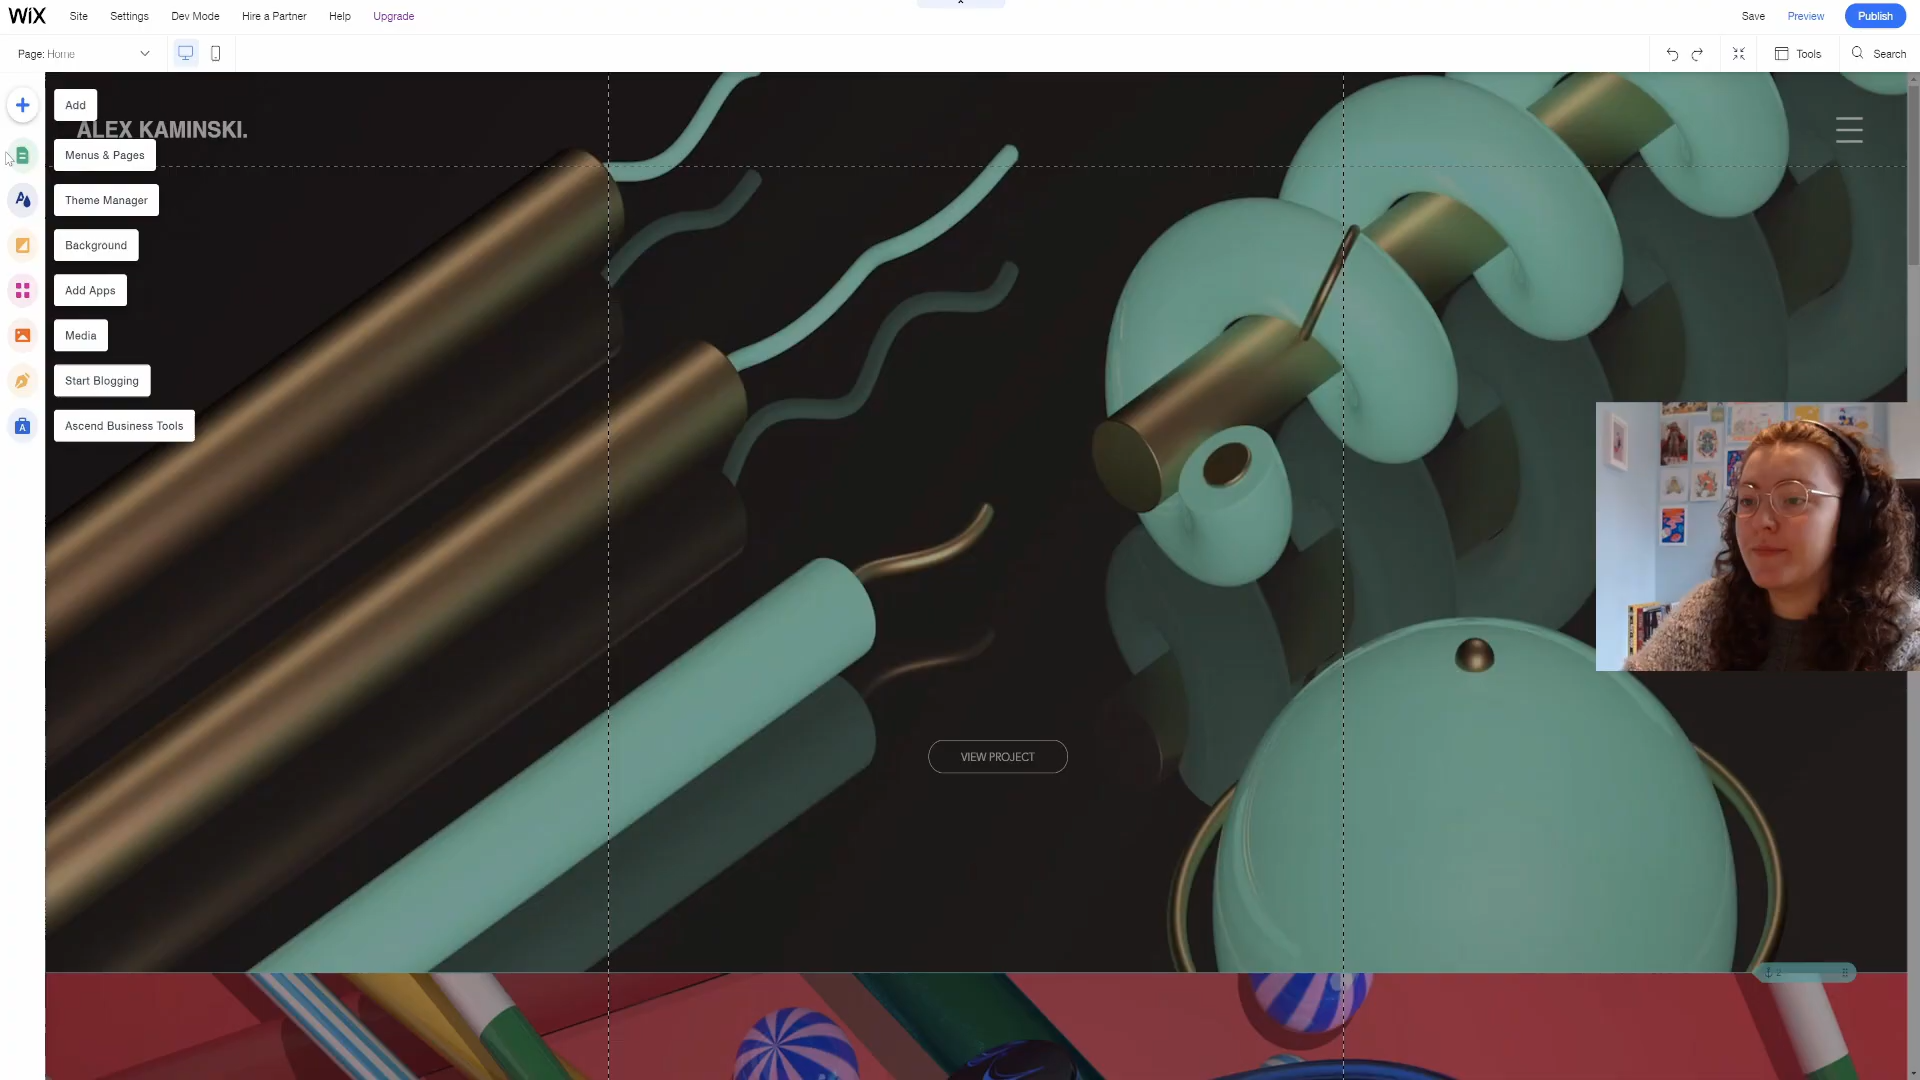 WiX Site Settings Dev Mode Hire a Partner Help Upgrade Save Preview Publish
Page: Home Tools Search
Add
ALEX KAMINSKI.
Menus & Pages
Theme Manager
Background
Add Apps
Media
Start Blogging
A Ascend Business Tools
VIEW PROJECT